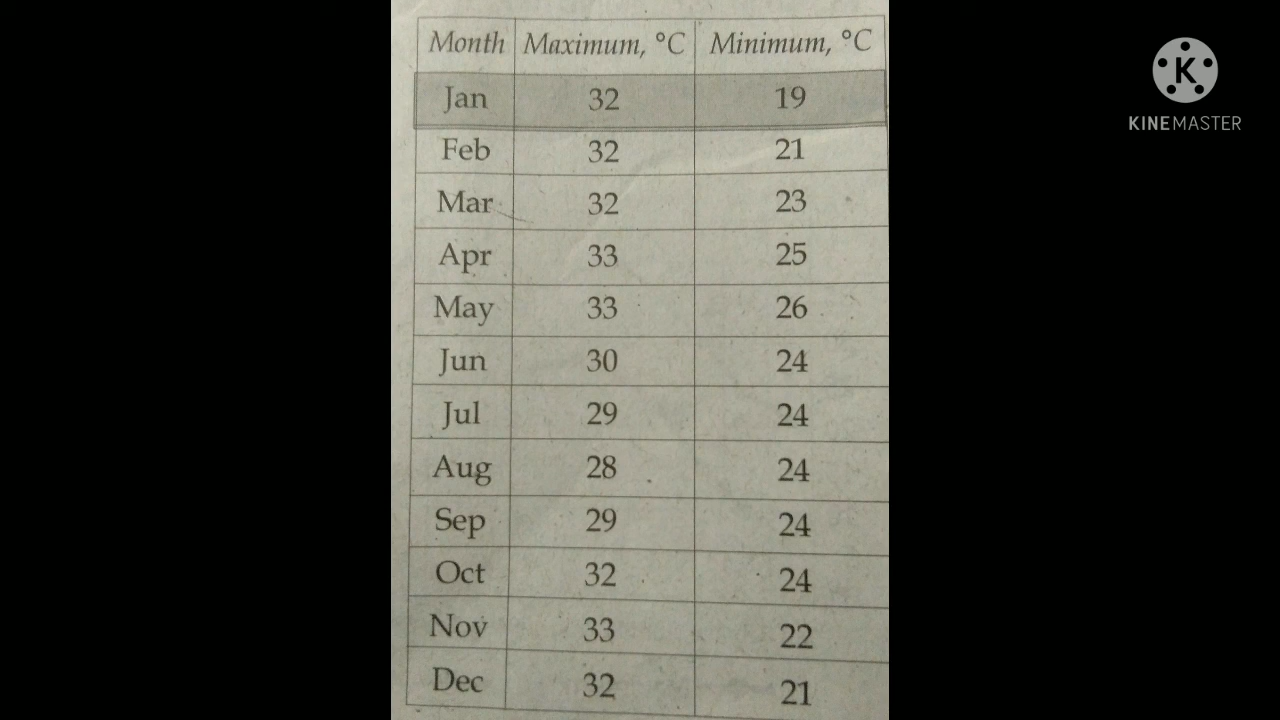 Month Maximum, °C Minimum, °C
Jan 32 19
Feb 32 21
Mar 32 23
Apr 33 25
May 33 26
Jun 30 24
Jul 29 24
Aug 28 24
Sep 29 24
Oct 32 24
Nov 33 22
Dec 32 21
K
KINEMASTER